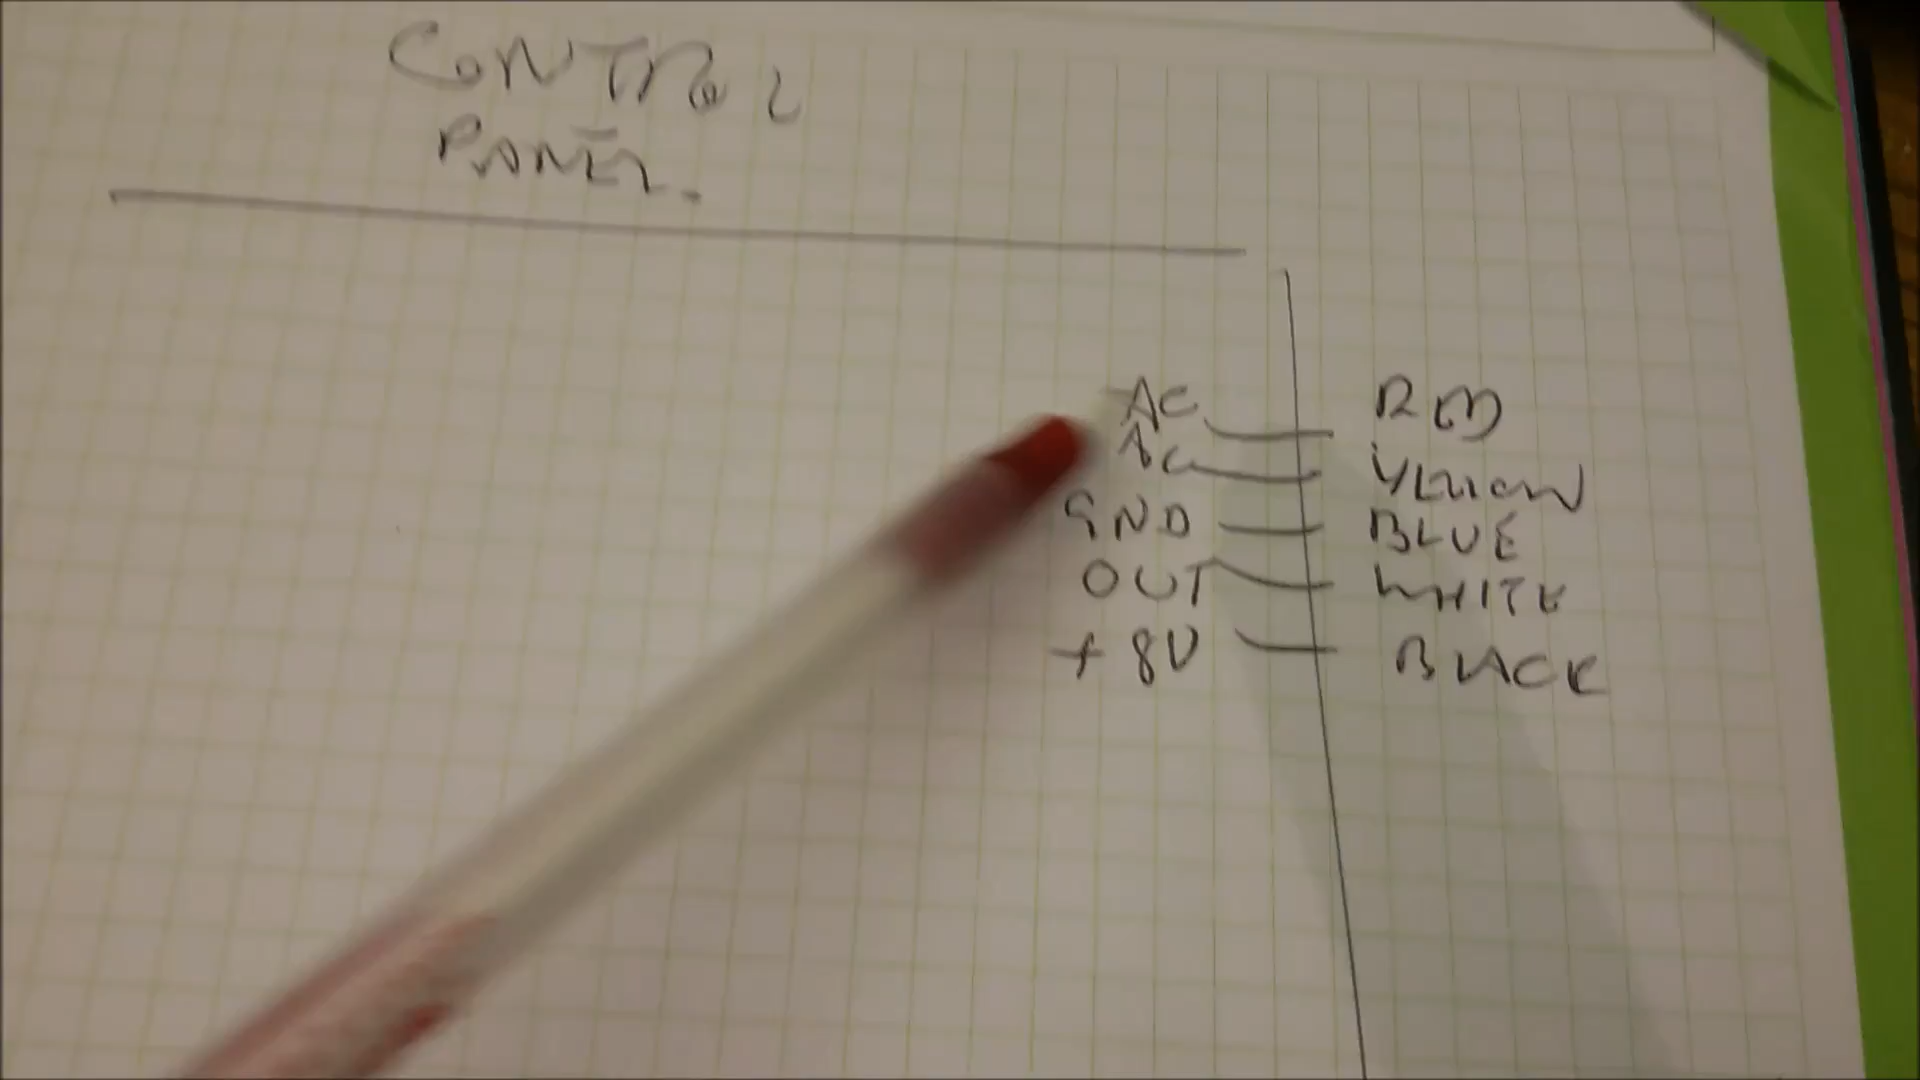 CONTROL
PANEL.
AC RED
AC YELLOW
GND BLUE
OUT WHITE
+8V BLACK